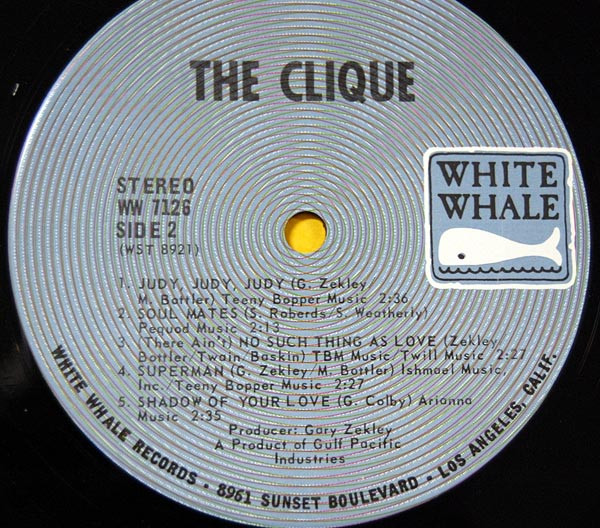 THE CLIQUE
STEREO
WW 7126
SIDE 2
(WST 8921)
WHITE
WHALE
1. JUDY, JUDY, JUDY (G. Zekley
M. Bottler) Teeny Bopper Music 2:36
2. SOUL MATES (S. Roberds/S. Weatherly)
Pequod Music 2:13
3. (There Ain't) NO SUCH THING AS LOVE (Zekley
Bottler/Twain/Baskin) TBM Music/Twill Music 2:27
4. SUPERMAN (G. Zekley/M. Bottler) Ishmael Music,
Inc./Teeny Bopper Music 2:27
5. SHADOW OF YOUR LOVE (G. Colby) Arianna
Music 2:35
Producer: Gary Zekley
A Product of Gulf Pacific
Industries
WHITE WHALE RECORDS • 8961 SUNSET BOULEVARD • LOS ANGELES, CALIF.